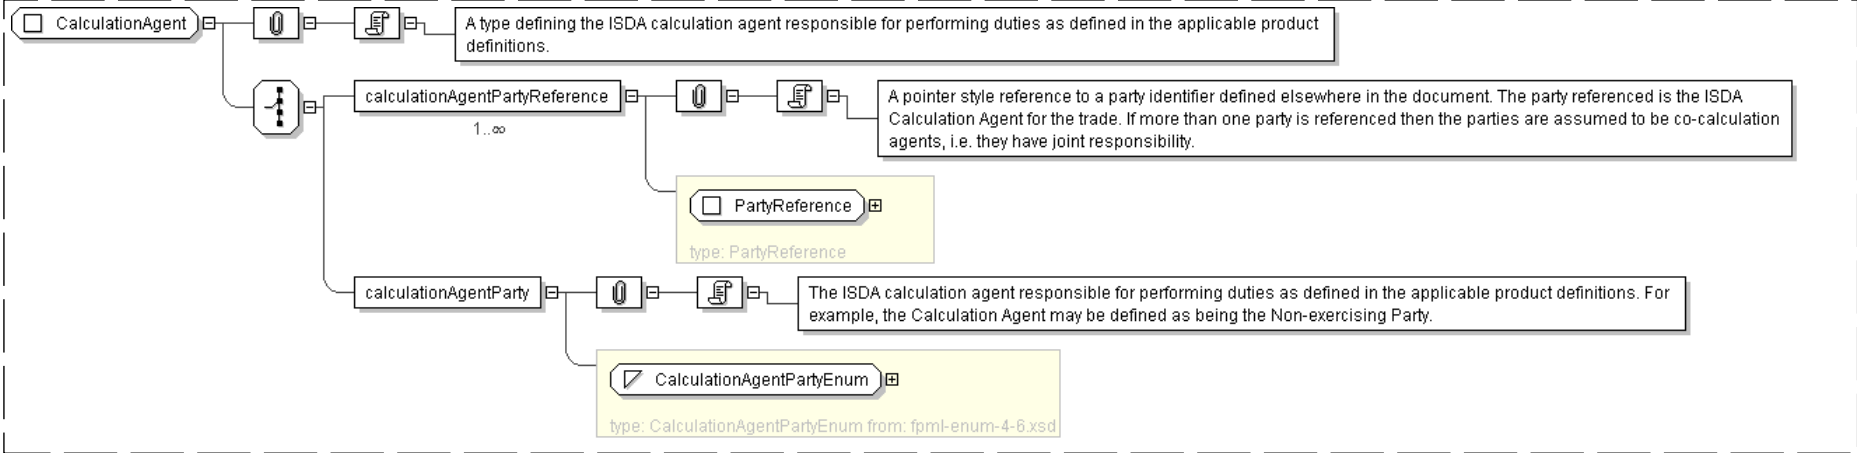 CalculationAgent
A type defining the ISDA calculation agent responsible for performing duties as defined in the applicable product
definitions.
calculationAgentPartyReference
1..∞
A pointer style reference to a party identifier defined elsewhere in the document. The party referenced is the ISDA
Calculation Agent for the trade. If more than one party is referenced then the parties are assumed to be co-calculation
agents, i.e. they have joint responsibility.
PartyReference
type: PartyReference
calculationAgentParty
The ISDA calculation agent responsible for performing duties as defined in the applicable product definitions. For
example, the Calculation Agent may be defined as being the Non-exercising Party.
CalculationAgentPartyEnum
type: CalculationAgentPartyEnum from: fpml-enum-4-6.xsd